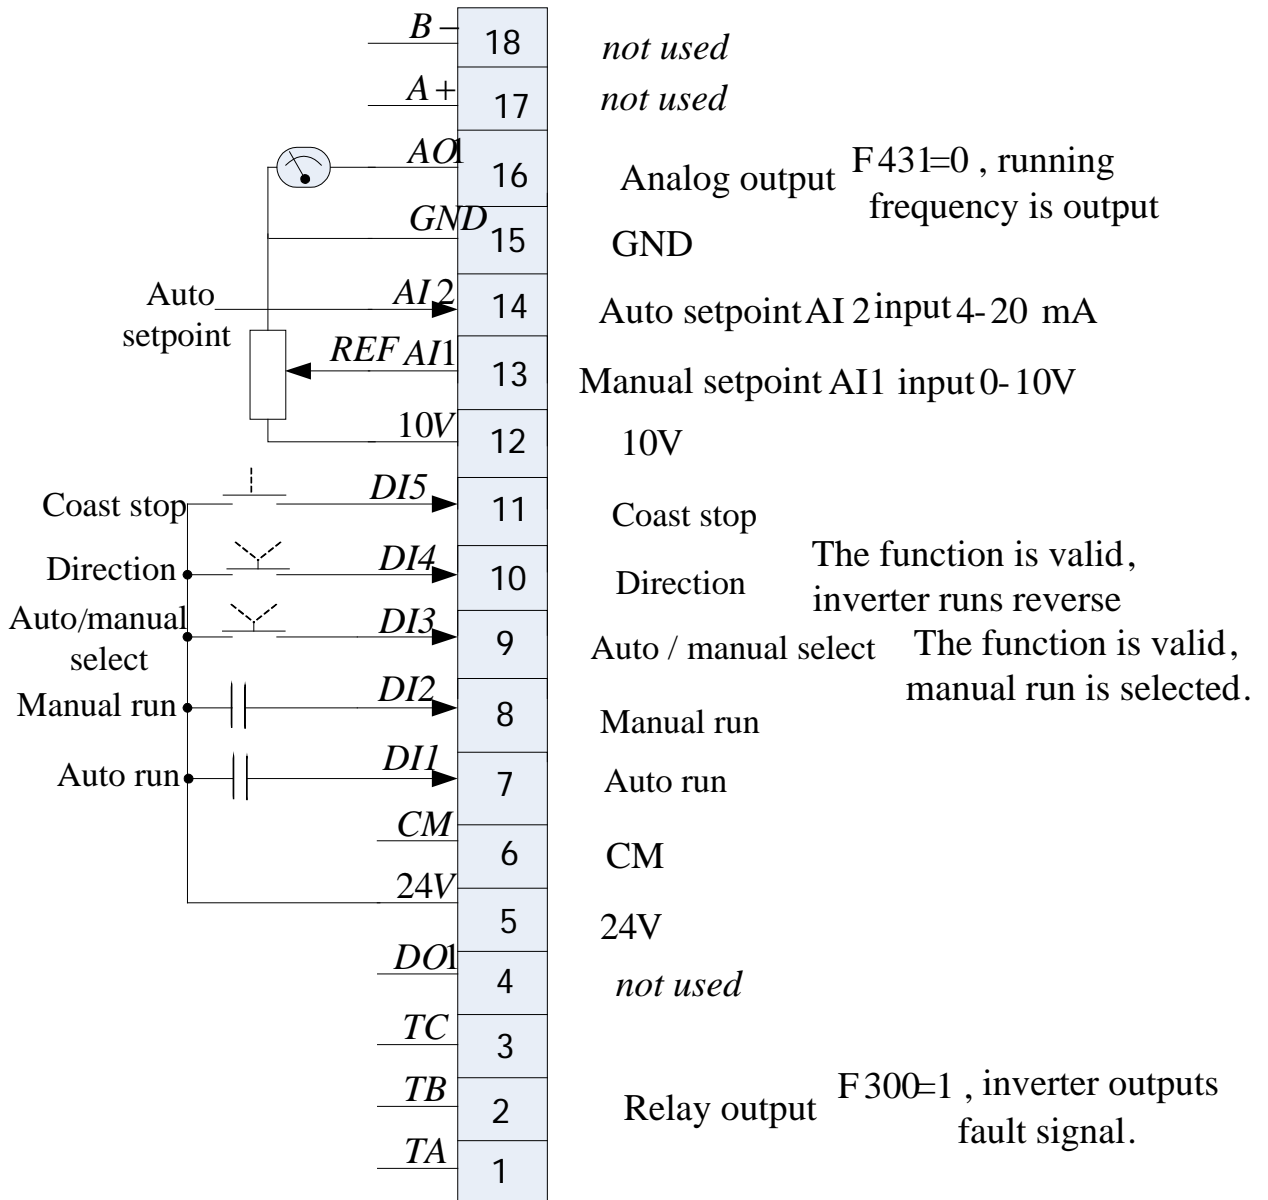 B −
18
not used
A +
17
not used
AO1
16
Analog output
F431=0 , running
frequency is output
GND
15
GND
Auto
setpoint
AI 2
14
Auto setpoint AI 2 input 4-20 mA
REF AI1
13
Manual setpoint AI1 input 0-10V
10V
12
10V
Coast stop
DI5
11
Coast stop
Direction
DI4
10
Direction
The function is valid,
inverter runs reverse
Auto/manual
select
DI3
9
Auto / manual select
The function is valid,
manual run is selected.
Manual run
DI2
8
Manual run
Auto run
DI1
7
Auto run
CM
6
CM
24V
5
24V
DO1
4
not used
TC
3
TB
2
Relay output
F300=1 , inverter outputs
fault signal.
TA
1